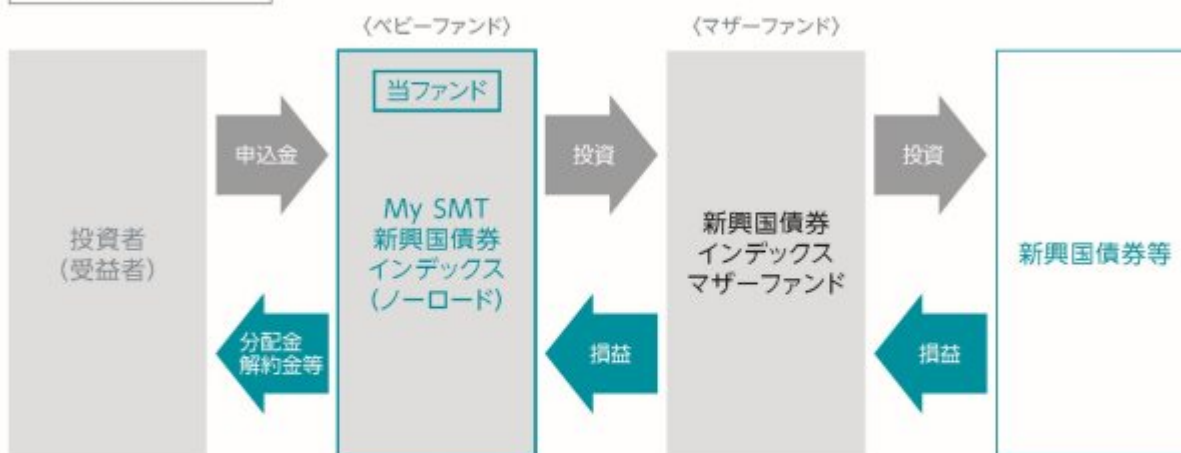 〈ベビーファンド〉
〈マザーファンド〉
当ファンド
申込金
投資
投資
投資者
(受益者)
My SMT
新興国債券
インデックス
(ノーロード)
新興国債券
インデックス
マザーファンド
新興国債券等
分配金
解約金等
損益
損益